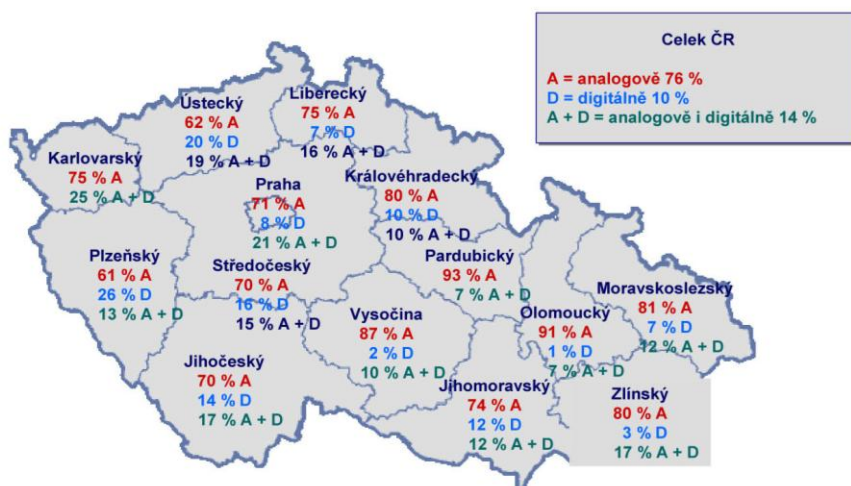 Celek ČR
A = analogově 76 %
D = digitálně 10 %
A + D = analogově i digitálně 14 %
Ústecký
62 % A
20 % D
19 % A + D
Liberecký
75 % A
7 % D
16 % A + D
Karlovarský
75 % A
25 % A + D
Praha
71 % A
8 % D
21 % A + D
Královéhradecký
80 % A
10 % D
10 % A + D
Plzeňský
61 % A
26 % D
13 % A + D
Středočeský
70 % A
16 % D
15 % A + D
Pardubický
93 % A
7 % A + D
Moravskoslezský
81 % A
7 % D
12 % A + D
Vysočina
87 % A
2 % D
10 % A + D
Olomoucký
91 % A
1 % D
7 % A + D
Jihočeský
70 % A
14 % D
17 % A + D
Jihomoravský
74 % A
12 % D
12 % A + D
Zlínský
80 % A
3 % D
17 % A + D